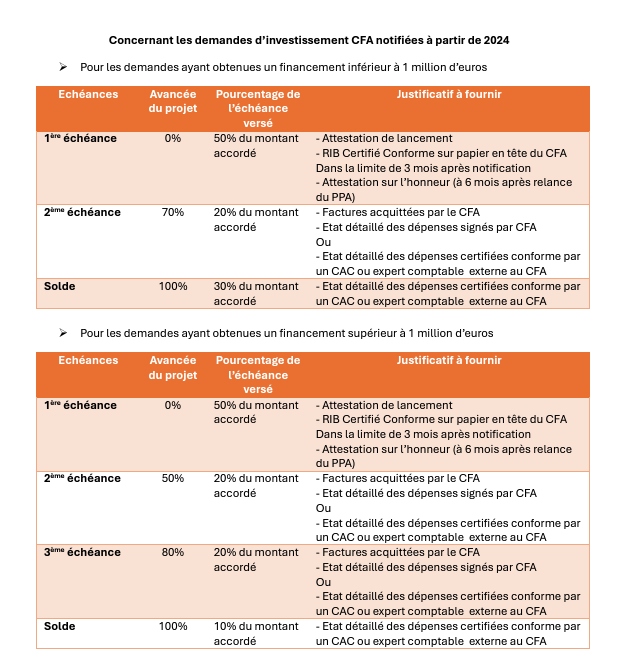 Concernant les demandes d'investissement CFA notifiées à partir de 2024
➢ Pour les demandes ayant obtenues un financement inférieur à 1 million d'euros
Echéances
Avancée
du projet
Pourcentage de
l'échéance
versé
Justificatif à fournir
1ère échéance
0%
50% du montant
accordé
- Attestation de lancement
- RIB Certifié Conforme sur papier en tête du CFA
Dans la limite de 3 mois après notification
- Attestation sur l'honneur (à 6 mois après relance
du PPA)
2ème échéance
70%
20% du montant
accordé
- Factures acquittées par le CFA
- Etat détaillé des dépenses signés par CFA
Ou
- Etat détaillé des dépenses certifiées conforme par
un CAC ou expert comptable externe au CFA
Solde
100%
30% du montant
accordé
- Etat détaillé des dépenses certifiées conforme par
un CAC ou expert comptable externe au CFA
➢ Pour les demandes ayant obtenues un financement supérieur à 1 million d'euros
Echéances
Avancée
du projet
Pourcentage de
l'échéance
versé
Justificatif à fournir
1ère échéance
0%
50% du montant
accordé
- Attestation de lancement
- RIB Certifié Conforme sur papier en tête du CFA
Dans la limite de 3 mois après notification
- Attestation sur l'honneur (à 6 mois après relance
du PPA)
2ème échéance
50%
20% du montant
accordé
- Factures acquittées par le CFA
- Etat détaillé des dépenses signés par CFA
Ou
- Etat détaillé des dépenses certifiées conforme par
un CAC ou expert comptable externe au CFA
3ème échéance
80%
20% du montant
accordé
- Factures acquittées par le CFA
- Etat détaillé des dépenses signés par CFA
Ou
- Etat détaillé des dépenses certifiées conforme par
un CAC ou expert comptable externe au CFA
Solde
100%
10% du montant
accordé
- Etat détaillé des dépenses certifiées conforme par
un CAC ou expert comptable externe au CFA